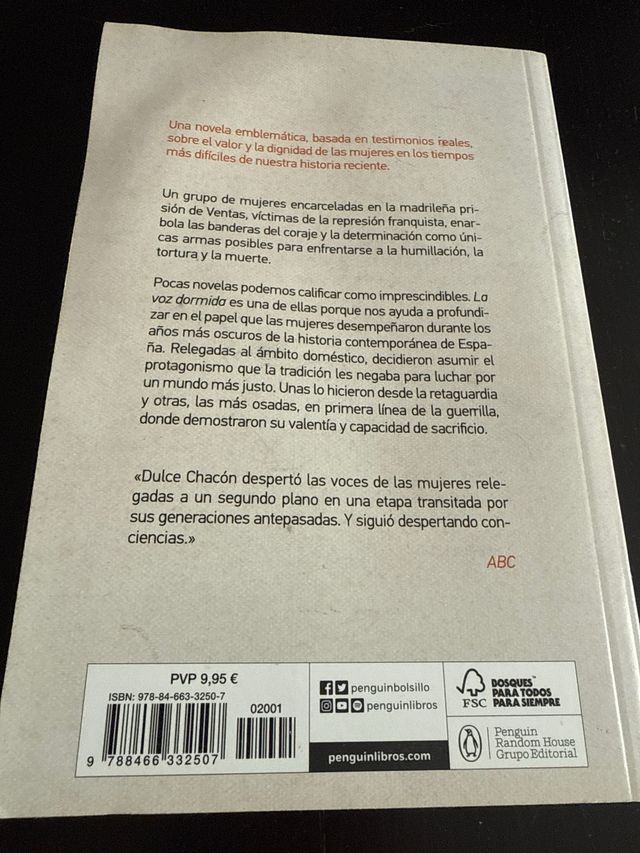 Una novela emblemática, basada en testimonios reales,
sobre el valor y la dignidad de las mujeres en los tiempos
más difíciles de nuestra historia reciente.
Un grupo de mujeres encarceladas en la madrileña pri-
sión de Ventas, víctimas de la represión franquista, enar-
bola las banderas del coraje y la determinación como úni-
cas armas posibles para enfrentarse a la humillación, la
tortura y la muerte.
Pocas novelas podemos calificar como imprescindibles. La
voz dormida es una de ellas porque nos ayuda a profundi-
zar en el papel que las mujeres desempeñaron durante los
años más oscuros de la historia contemporánea de Espa-
ña. Relegadas al ámbito doméstico, decidieron asumir el
protagonismo que la tradición les negaba para luchar por
un mundo más justo. Unas lo hicieron desde la retaguardia
y otras, las más osadas, en primera línea de la guerrilla,
donde demostraron su valentía y capacidad de sacrificio.
«Dulce Chacón despertó las voces de las mujeres rele-
gadas a un segundo plano en una etapa transitada por
sus generaciones antepasadas. Y siguió despertando con-
ciencias.»
ABC
PVP 9,95 €
ISBN: 978-84-663-3250-7
02001
9 788466 332507
penguinbolsillo
penguinlibros
penguinlibros.com
FSC
BOSQUES™
PARA TODOS
PARA SIEMPRE
Penguin
Random House
Grupo Editorial